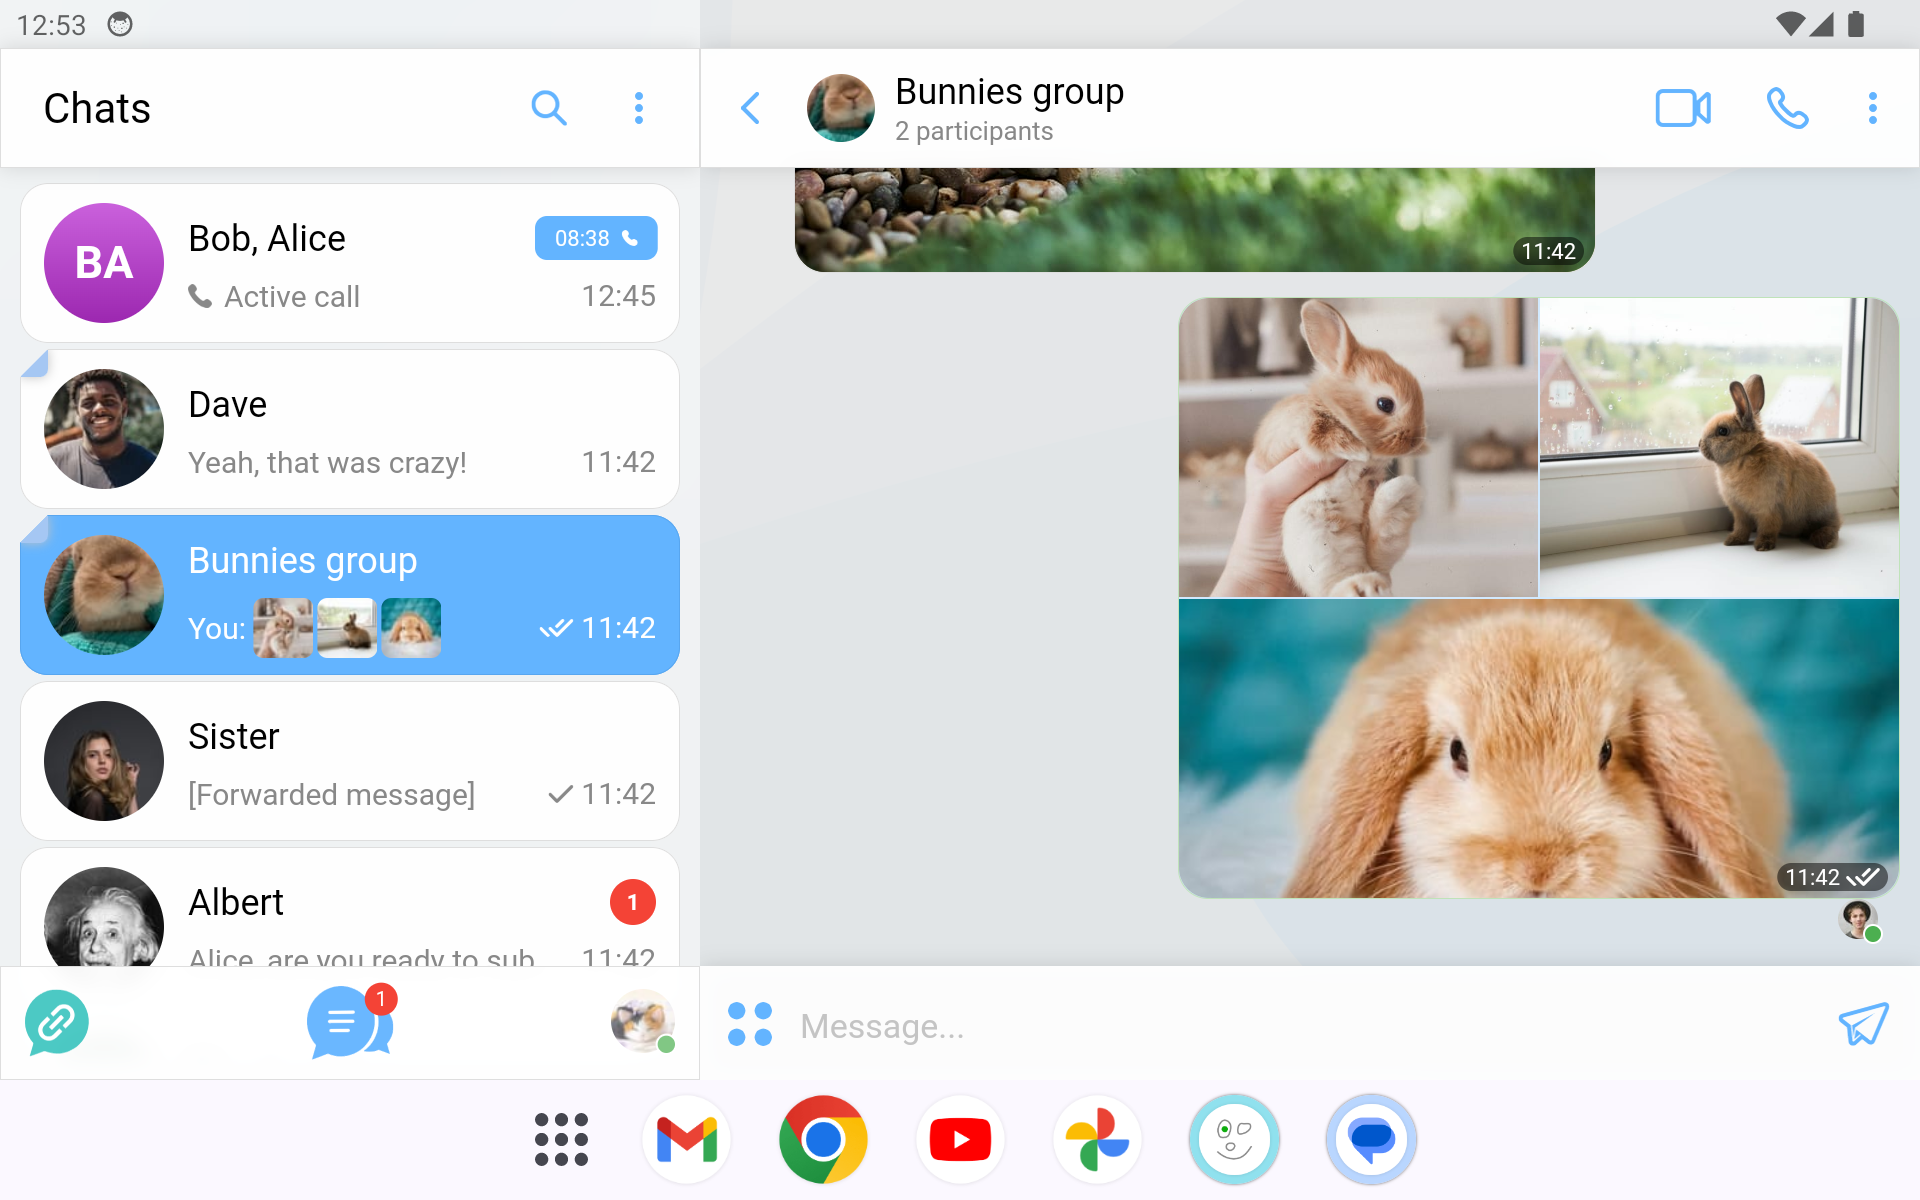 12:53
Chats
BA
Bob, Alice
08:38
Active call
12:45
Dave
Yeah, that was crazy!
11:42
Bunnies group
You:
11:42
Sister
[Forwarded message]
11:42
Albert
1
Alice, are you ready to sub
11:42
1
Bunnies group
2 participants
11:42
11:42
Message...